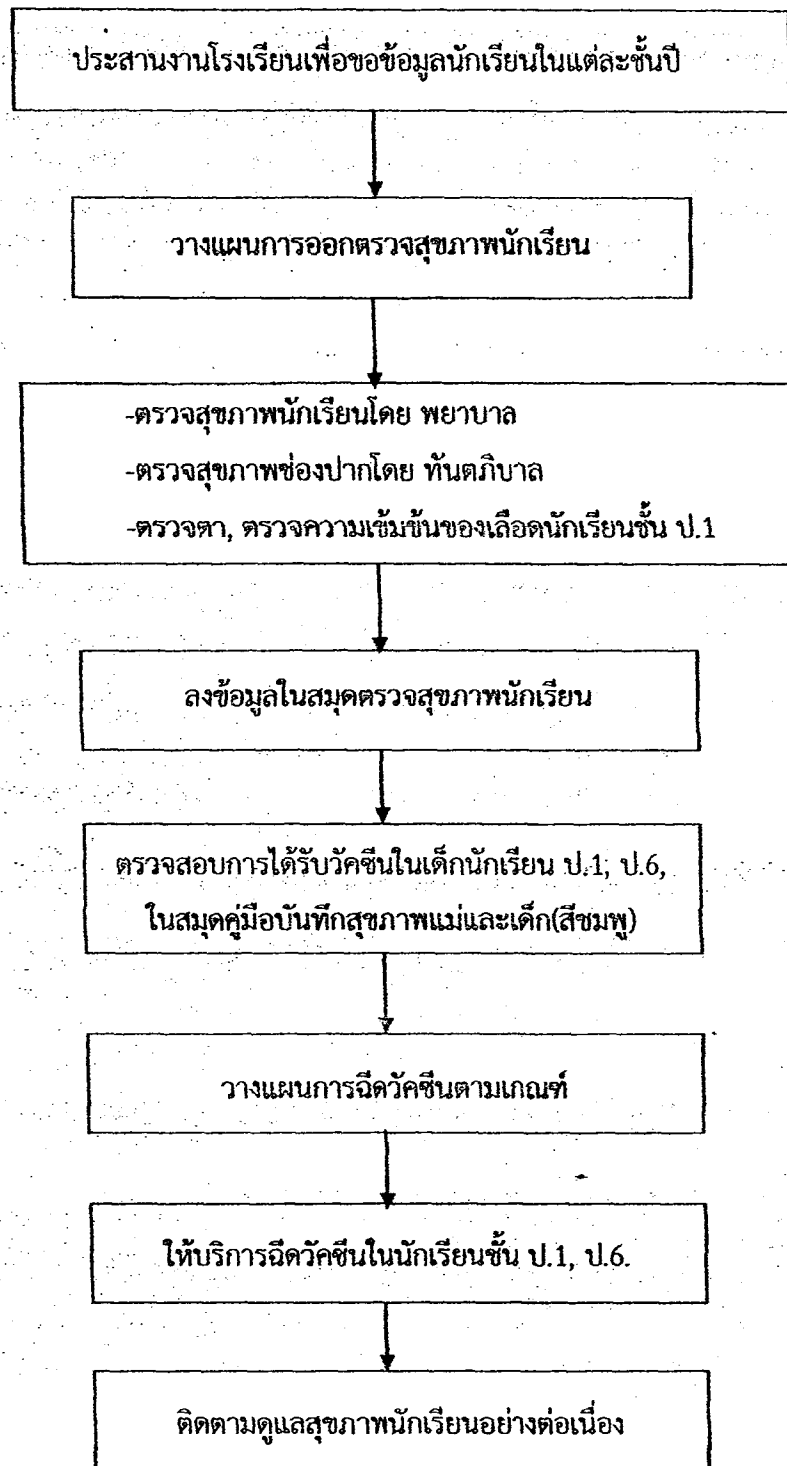 ประสานงานโรงเรียนเพื่อขอข้อมูลนักเรียนในแต่ละชั้นปี
วางแผนการออกตรวจสุขภาพนักเรียน
-ตรวจสุขภาพนักเรียนโดย พยาบาล
-ตรวจสุขภาพช่องปากโดย ทันตภิบาล
-ตรวจตา, ตรวจความเข้มข้นของเลือดนักเรียนชั้น ป.1
ลงข้อมูลในสมุดตรวจสุขภาพนักเรียน
ตรวจสอบการได้รับวัคซีนในเด็กนักเรียน ป.1, ป.6,
ในสมุดคู่มือบันทึกสุขภาพแม่และเด็ก(สีชมพู)
วางแผนการฉีดวัคซีนตามเกณฑ์
ให้บริการฉีดวัคซีนในนักเรียนชั้น ป.1, ป.6.
ติดตามดูแลสุขภาพนักเรียนอย่างต่อเนื่อง